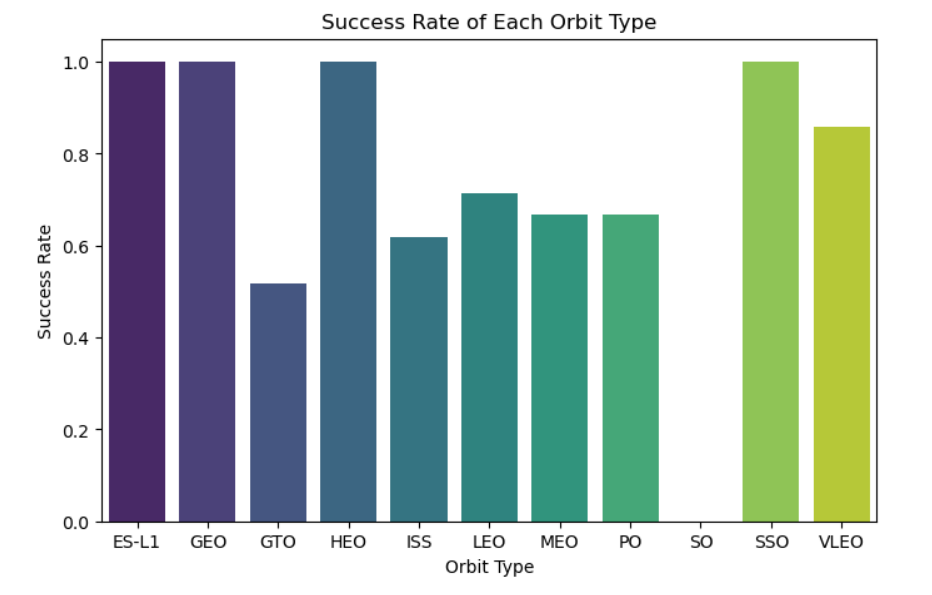 Success Rate of Each Orbit Type
1.0
0.8
0.6
0.4
0.2
0.0
Success Rate
ES-L1 GEO GTO HEO ISS LEO MEO PO SO SSO VLEO
Orbit Type